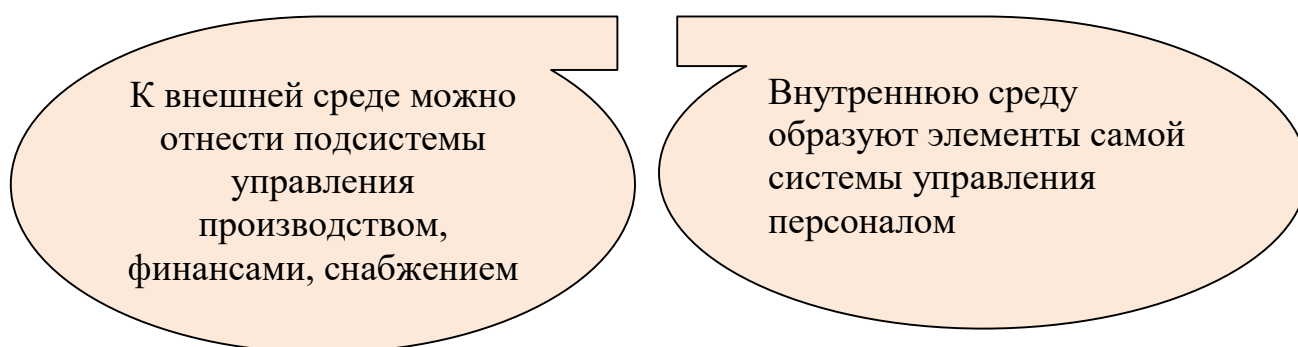 К внешней среде можно
отнести подсистемы
управления
производством,
финансами, снабжением
Внутреннюю среду
образуют элементы самой
системы управления
персоналом